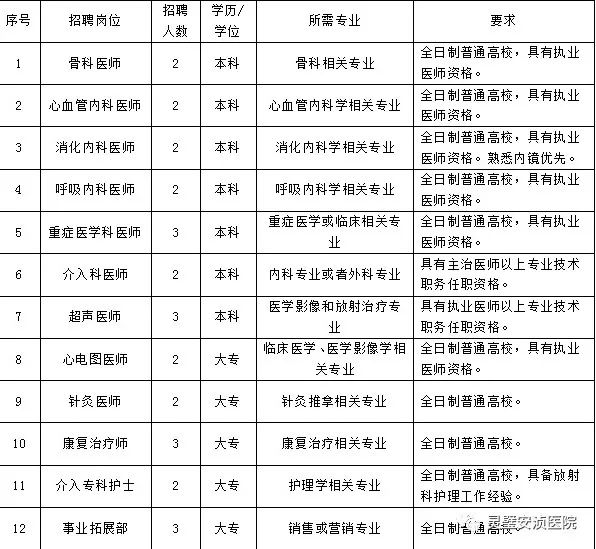 序号 招聘岗位 招聘人数 学历/学位 所需专业 要求
1 骨科医师 2 本科 骨科相关专业 全日制普通高校，具有执业医师资格。
2 心血管内科医师 2 本科 心血管内科学相关专业 全日制普通高校，具有执业医师资格。
3 消化内科医师 2 本科 消化内科学相关专业 全日制普通高校，具有执业医师资格。熟悉内镜优先。
4 呼吸内科医师 2 本科 呼吸内科学相关专业 全日制普通高校，具有执业医师资格。
5 重症医学科医师 3 本科 重症医学或临床相关专业 全日制普通高校，具有执业医师资格。
6 介入科医师 2 本科 内科专业或者外科专业 具有主治医师以上专业技术职务任职资格。
7 超声医师 3 本科 医学影像和放射治疗专业 具有执业医师以上专业技术职务任职资格。
8 心电图医师 2 大专 临床医学、医学影像学相关专业 全日制普通高校，具有执业医师资格。
9 针灸医师 2 大专 针灸推拿相关专业 全日制普通高校。
10 康复治疗师 3 大专 康复治疗相关专业 全日制普通高校。
11 介入专科护士 2 大专 护理学相关专业 全日制普通高校，具备放射科护理工作经验。
12 事业拓展部 3 大专 销售或营销专业 全日制普通高校。
灵璧安浈医院